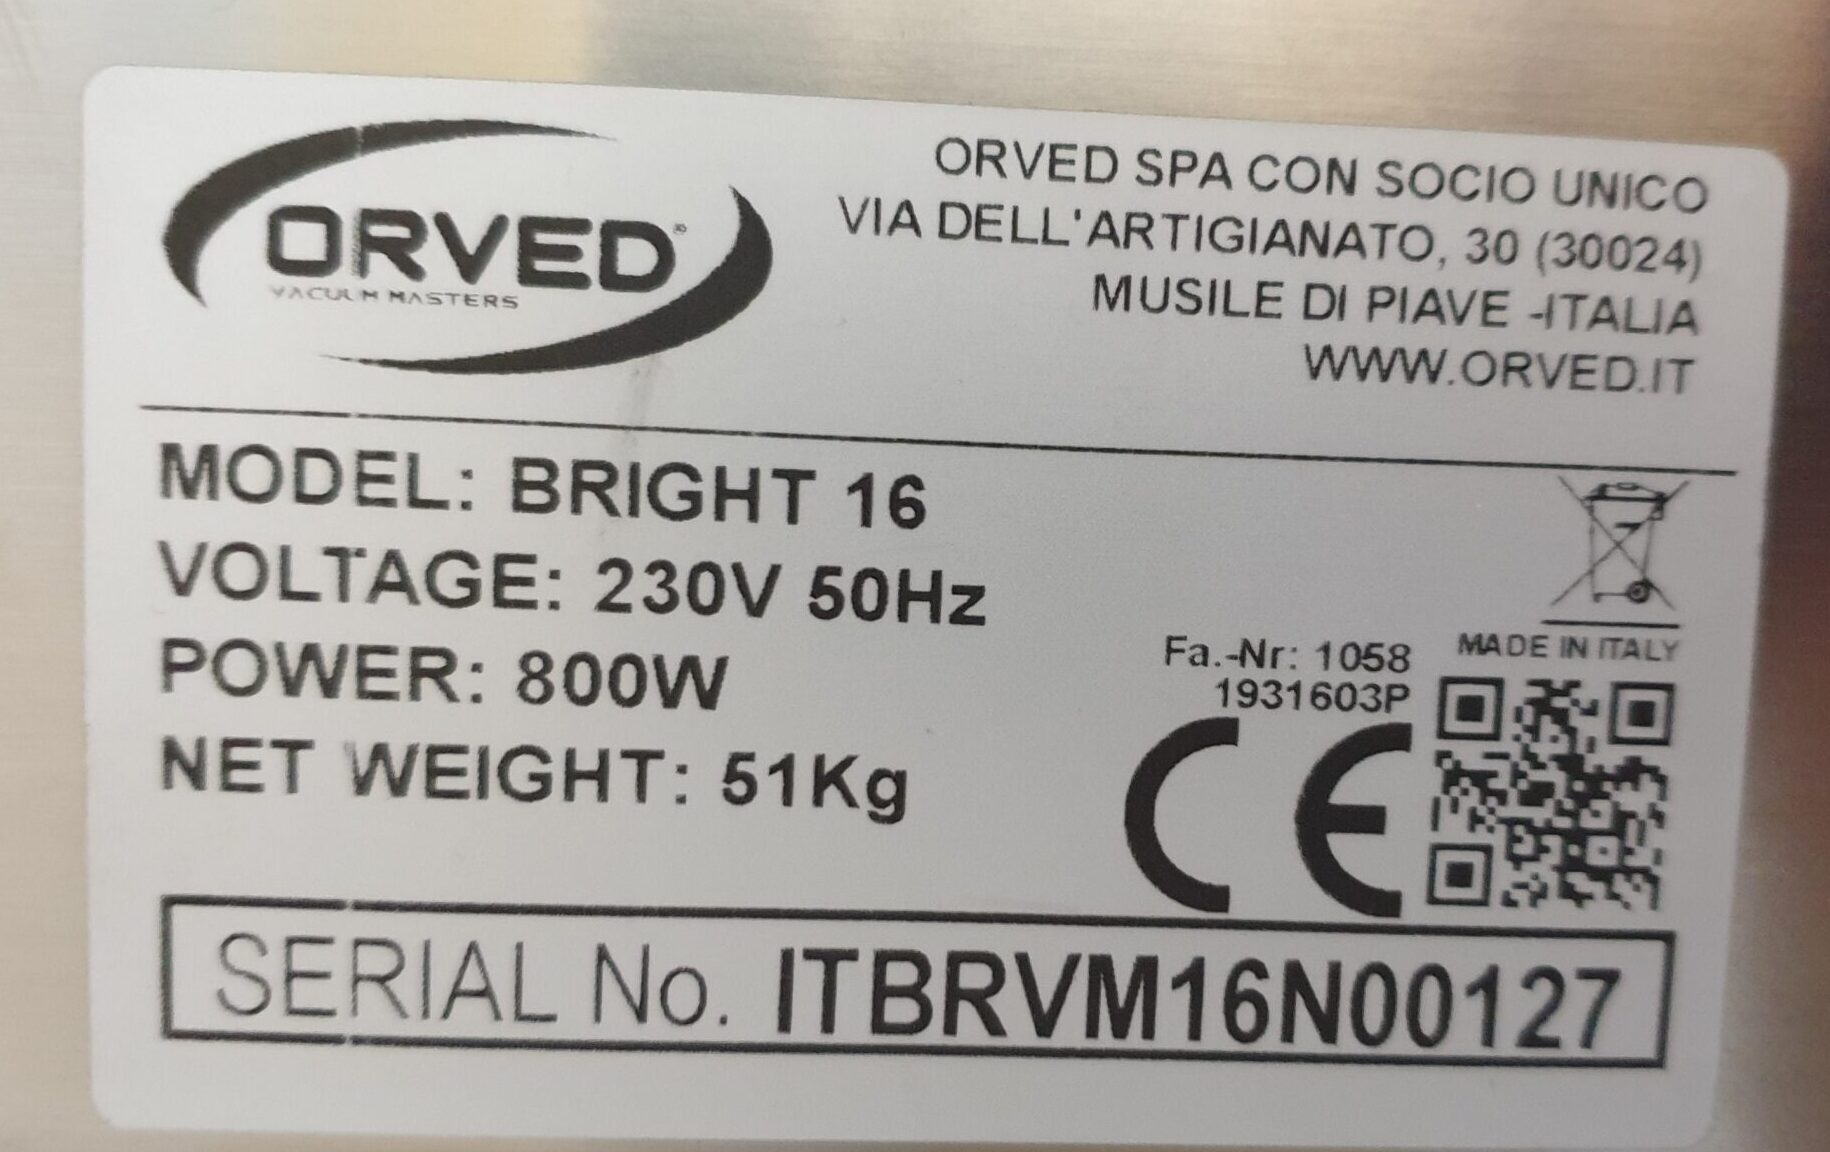 ORVED®
VACUUM MASTERS
ORVED SPA CON SOCIO UNICO
VIA DELL'ARTIGIANATO, 30 (30024)
MUSILE DI PIAVE -ITALIA
WWW.ORVED.IT
MODEL: BRIGHT 16
VOLTAGE: 230V 50Hz
POWER: 800W
NET WEIGHT: 51Kg
Fa.-Nr: 1058
1931603P
MADE IN ITALY
CE
SERIAL No. ITBRVM16N00127